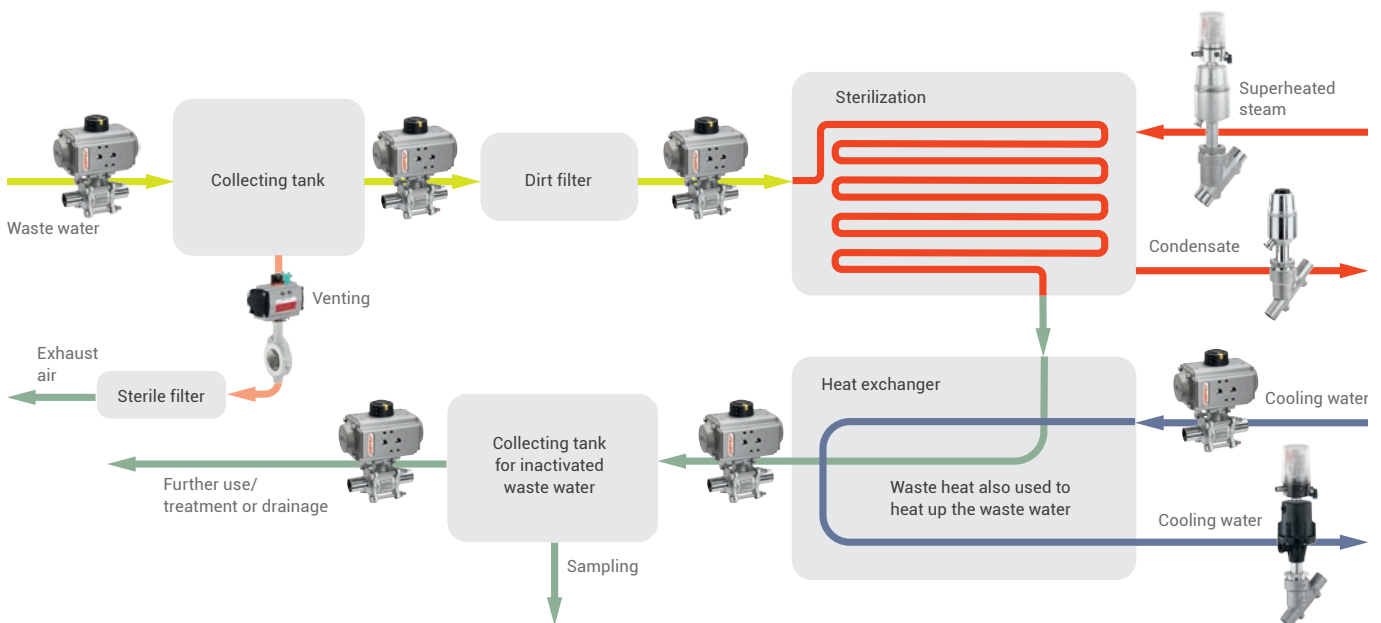 Sterilization
Superheated
steam
Collecting tank
Dirt filter
Waste water
Condensate
Venting
Exhaust
air
Sterile filter
Heat exchanger
Cooling water
Collecting tank
for inactivated
waste water
Further use/
treatment or drainage
Waste heat also used to
heat up the waste water
Cooling water
Sampling